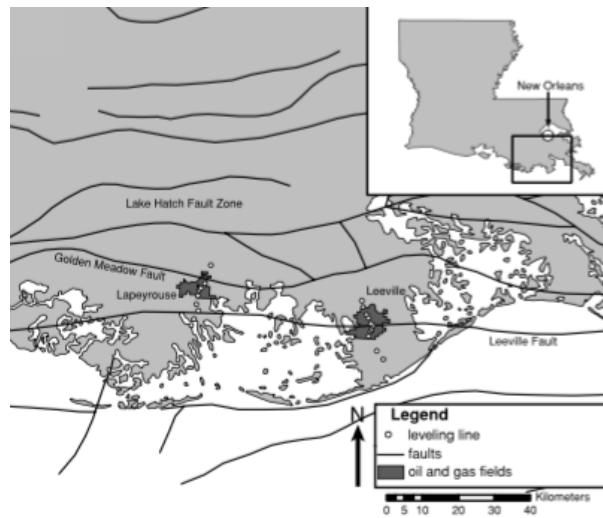 New Orleans
Lake Hatch Fault Zone
Golden Meadow Fault
Lapeyrouse
Leeville
Leeville Fault
N
Legend
leveling line
faults
oil and gas fields
Kilometers
0 5 10 20 30 40